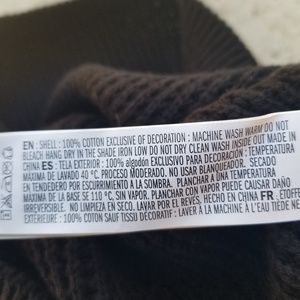 EN : SHELL : 100% COTTON EXCLUSIVE OF DECORATION ; MACHINE WASH WARM DO NOT
BLEACH HANG DRY IN THE SHADE IRON LOW DO NOT DRY CLEAN WASH INSIDE OUT MADE IN
CHINA ES : TELA EXTERIOR : 100% algodón EXCLUSIVO PARA DECORACIÓN ; TEMPERATURA
MÁXIMA DE LAVADO 40 °C. PROCESO MODERADO. NO USAR BLANQUEADOR. SECADO
EN TENDEDERO POR ESCURRIMIENTO A LA SOMBRA. PLANCHAR A UNA TEMPERATURA
MÁXIMA DE LA BASE DE 110 °C, SIN VAPOR. PLANCHAR CON VAPOR PUEDE CAUSAR DAÑO
IRREVERSIBLE. NO LIMPIEZA EN SECO. LAVAR POR EL REVES. HECHO EN CHINA FR : ÉTOFFE
EXTÉRIEURE : 100% COTON SAUF TISSU DÉCORATIF ; LAVER À LA MACHINE À L'EAU TIÈDE NE